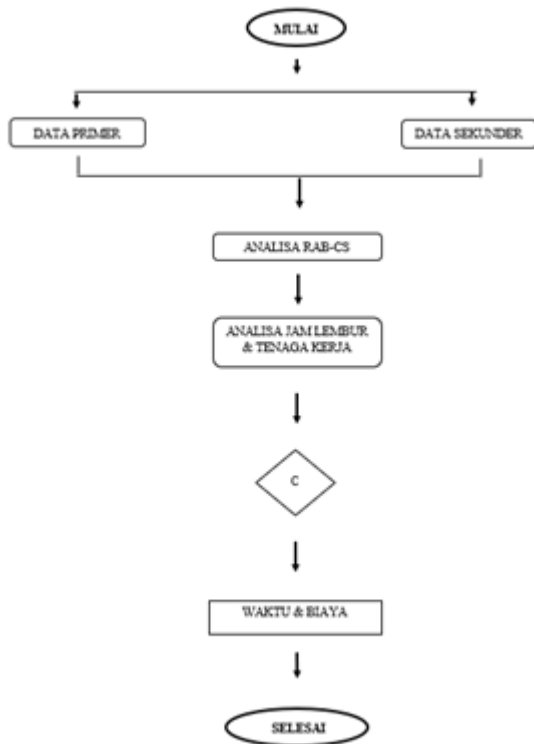 MULAI
DATA PRIMER
DATA SEKUNDER
ANALISA RAB-CS
ANALISA JAM LEMBUR
& TENAGA KERJA
C
WAKTU & BIAYA
SELESAI